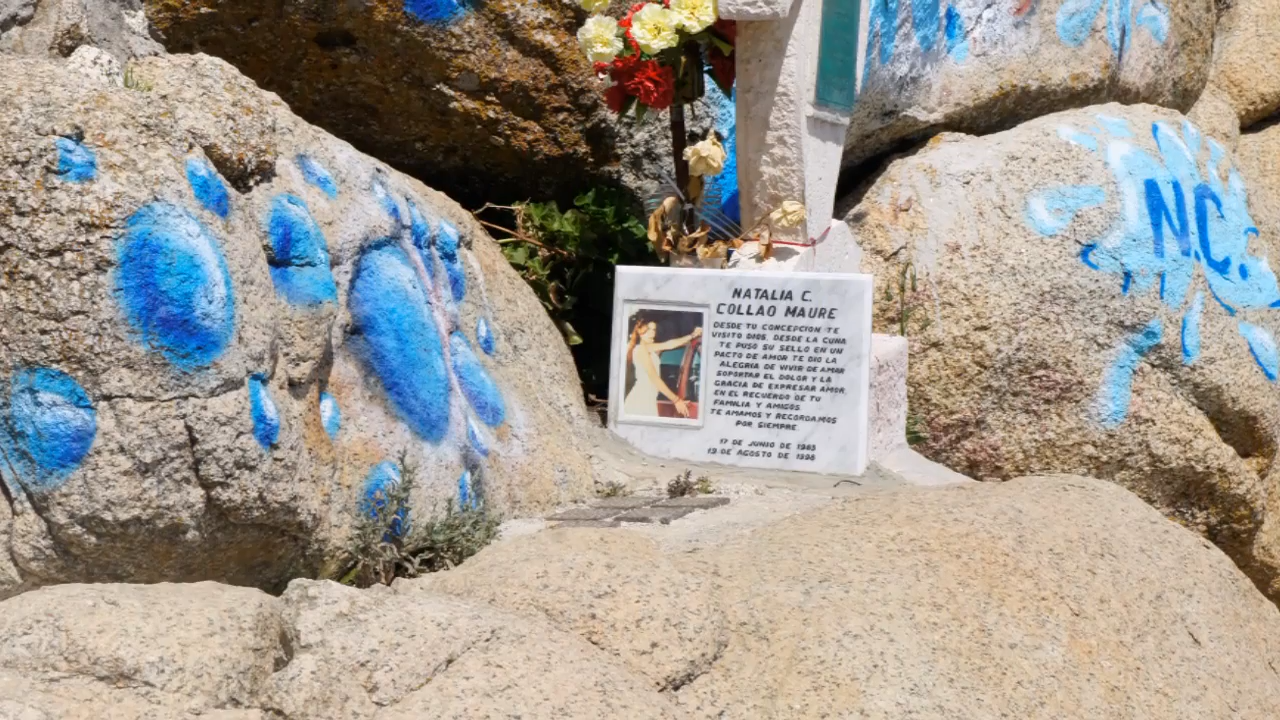 N.C.
NATALIA C.
COLLAO MAURE
DESDE TU CONCEPCION TE
VISITO DIOS, DESDE LA CUNA
TE PUSO SU SELLO EN UN
PACTO DE AMOR TE DIO LA
ALEGRIA DE VIVIR DE AMAR
SOPORTAR EL DOLOR Y LA
GRACIA DE EXPRESAR AMOR,
EN EL RECUERDO DE TU
FAMILIA Y AMIGOS
TE AMAMOS Y RECORDAMOS
POR SIEMPRE
17 DE JUNIO DE 1983
12 DE AGOSTO DE 1998